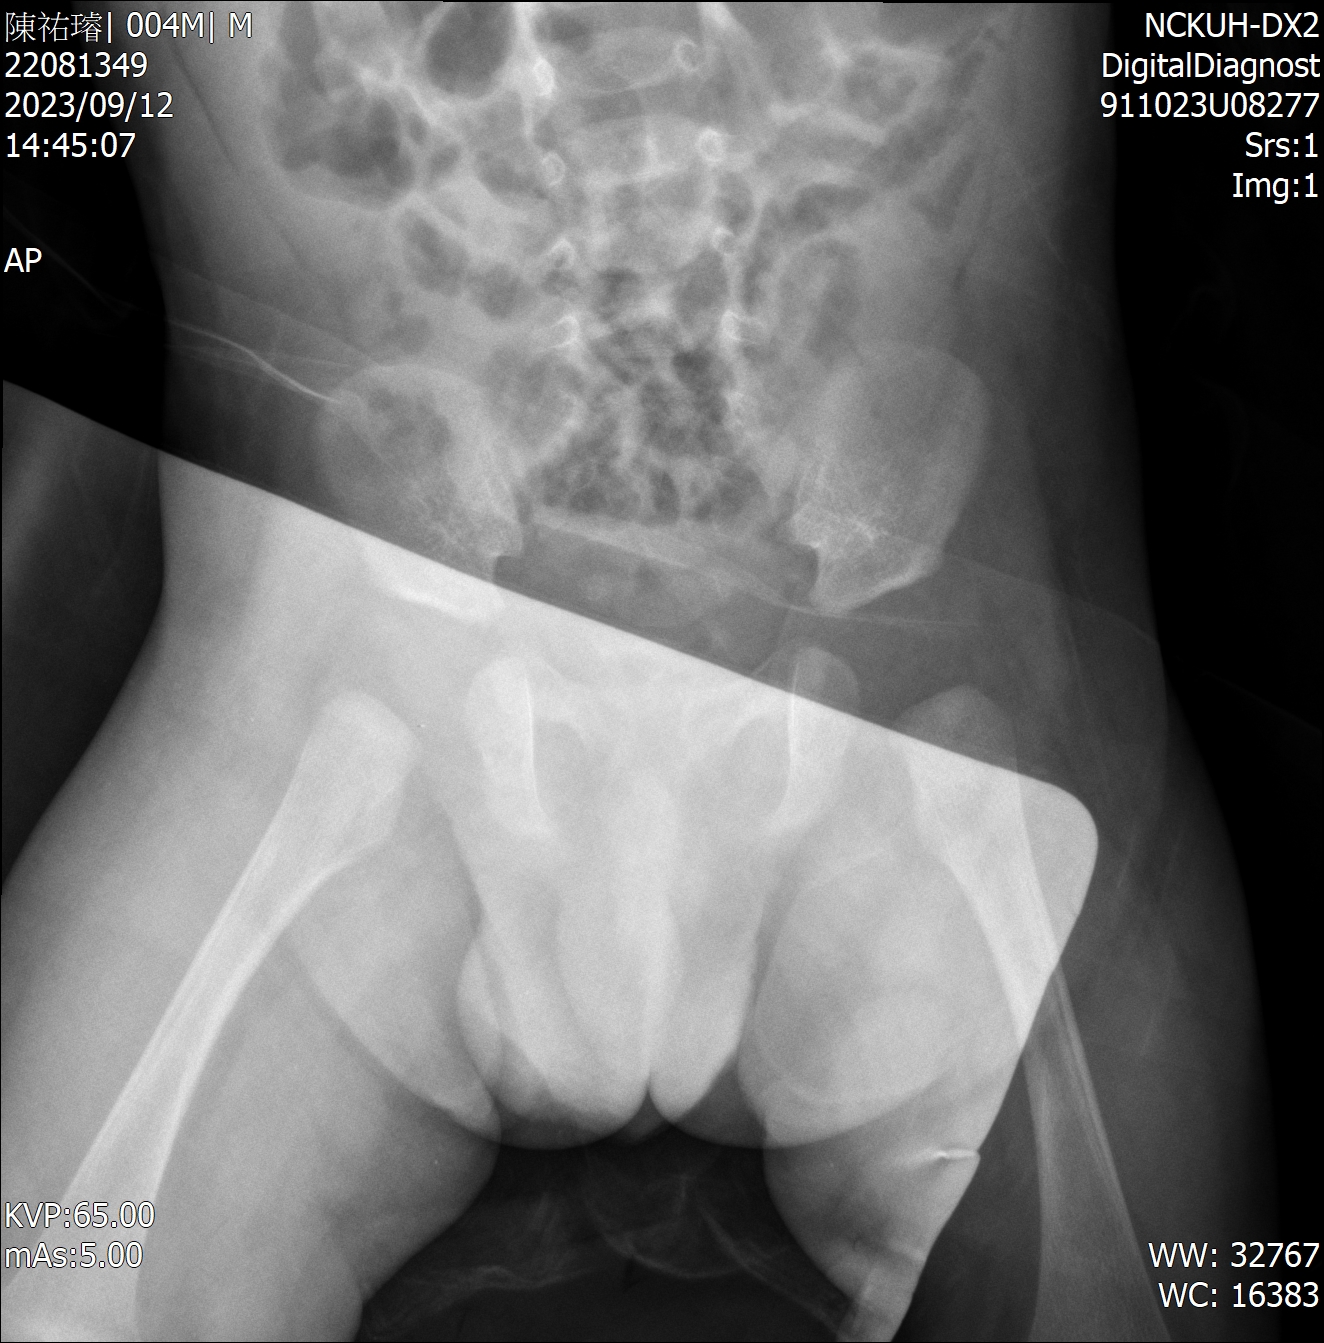 陳祐璿| 004M| M
22081349
2023/09/12
14:45:07
AP
NCKUH-DX2
DigitalDiagnost
911023U08277
Srs:1
Img:1
KVP:65.00
mAs:5.00
WW: 32767
WC: 16383